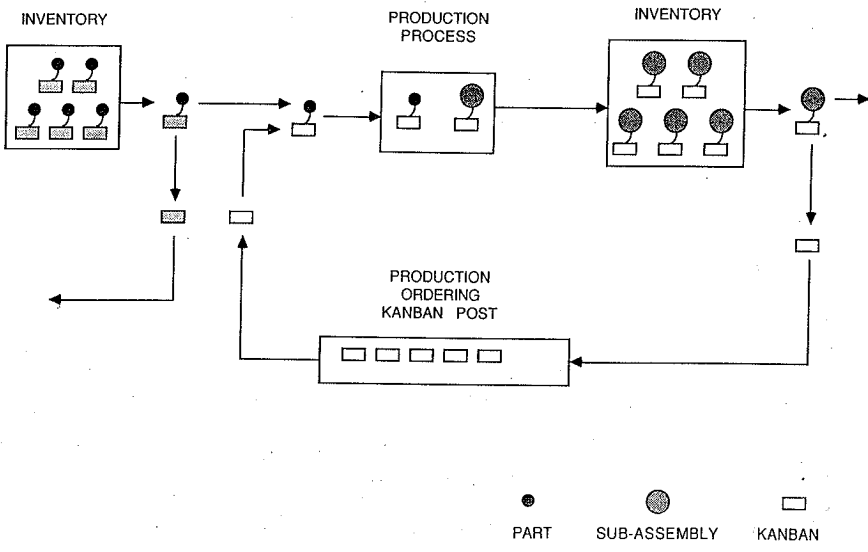 INVENTORY
PRODUCTION
PROCESS
INVENTORY
PRODUCTION
ORDERING
KANBAN POST
PART
SUB-ASSEMBLY
KANBAN